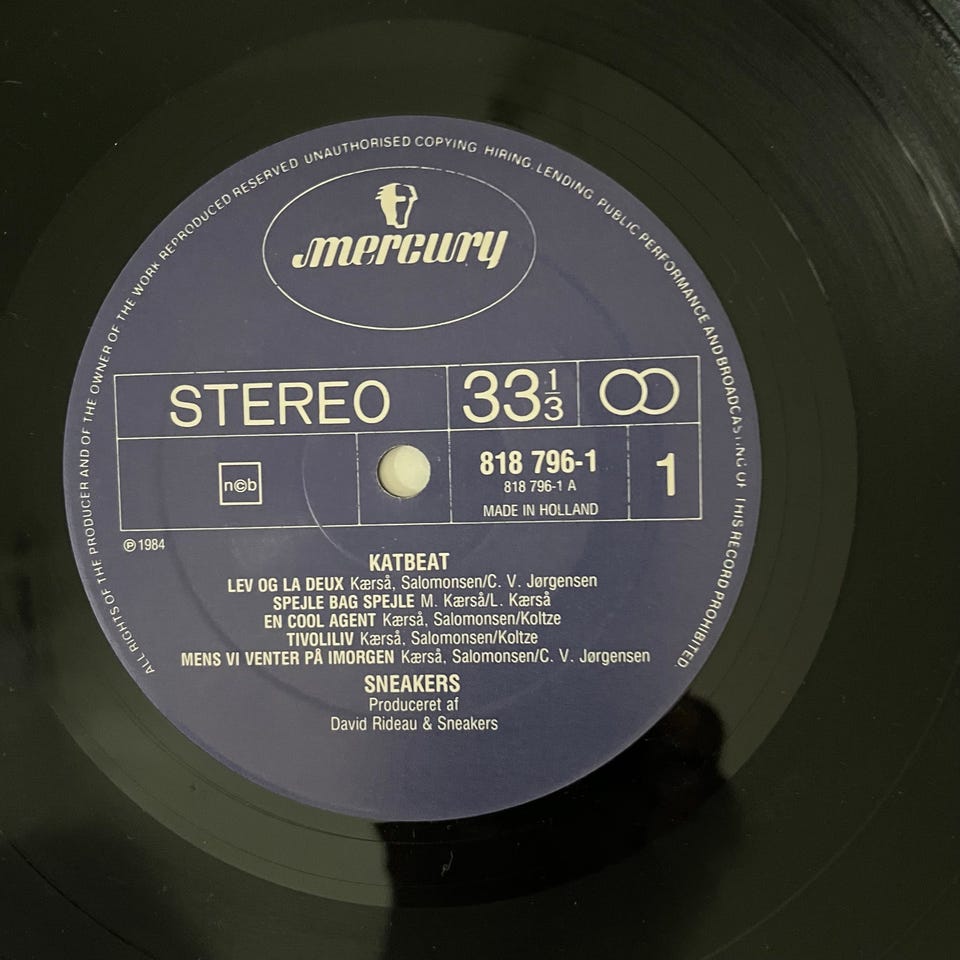 ALL RIGHTS OF THE PRODUCER AND OF THE OWNER OF THE WORK REPRODUCED RESERVED UNAUTHORISED COPYING HIRING, LENDING PUBLIC PERFORMANCE AND BROADCASTING OF THIS RECORD PROHIBITED.
mercury
STEREO 33 1/3
n©b 818 796-1 1
818 796-1 A
MADE IN HOLLAND
℗ 1984
KATBEAT
LEV OG LA DEUX Kærså, Salomonsen/C. V. Jørgensen
SPEJLE BAG SPEJLE M. Kærså/L. Kærså
EN COOL AGENT Kærså, Salomonsen/Koltze
TIVOLILIV Kærså, Salomonsen/Koltze
MENS VI VENTER PÅ IMORGEN Kærså, Salomonsen/C. V. Jørgensen
SNEAKERS
Produceret af
David Rideau & Sneakers